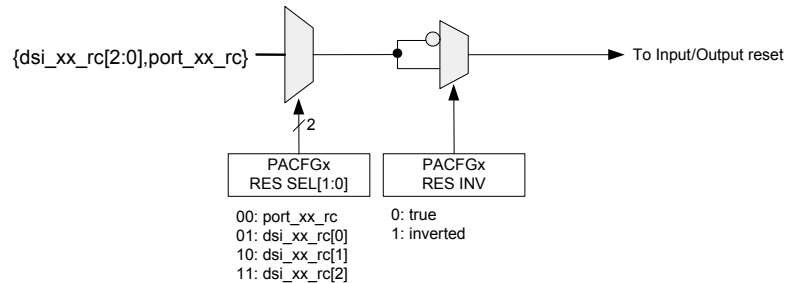 {dsi_xx_rc[2:0],port_xx_rc}
To Input/Output reset
2
PACFGx
RES SEL[1:0]
PACFGx
RES INV
00: port_xx_rc
01: dsi_xx_rc[0]
10: dsi_xx_rc[1]
11: dsi_xx_rc[2]
0: true
1: inverted